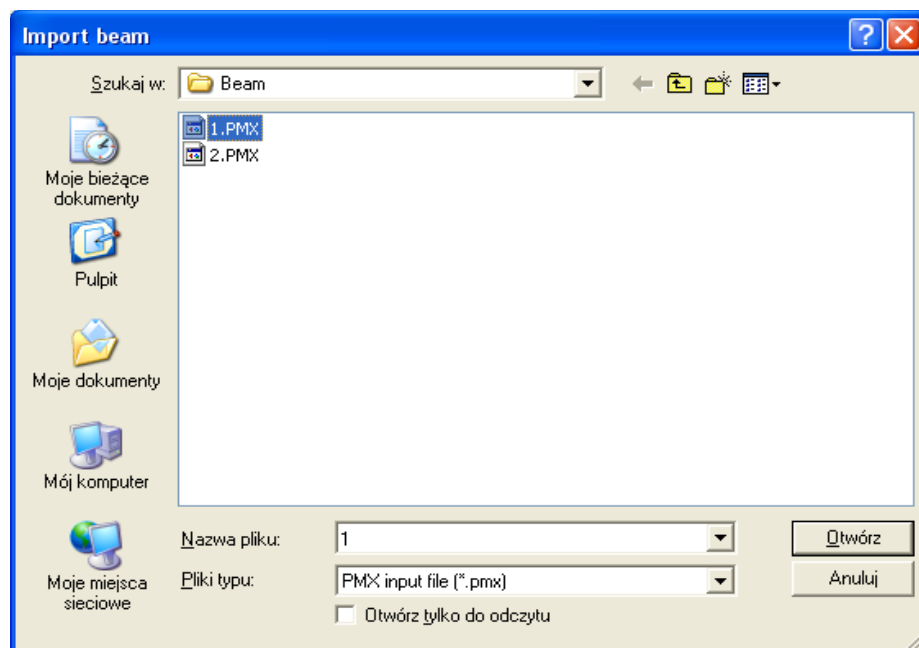 Import beam
Szukaj w:
Beam
1.PMX
2.PMX
Moje bieżące
dokumenty
Pulpit
Moje dokumenty
Mój komputer
Moje miejsca
sieciowe
Nazwa pliku:
1
Otwórz
Pliki typu:
PMX input file (*.pmx)
Anuluj
Otwórz tylko do odczytu